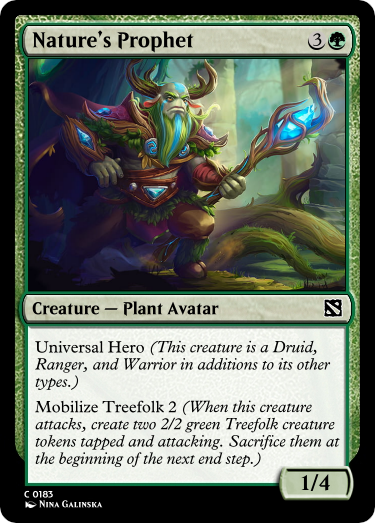 Nature's Prophet 3
Creature — Plant Avatar
Universal Hero (This creature is a Druid,
Ranger, and Warrior in additions to its other
types.)
Mobilize Treefolk 2 (When this creature
attacks, create two 2/2 green Treefolk creature
tokens tapped and attacking. Sacrifice them at
the beginning of the next end step.)
1/4
C 0183
Nina Galinska